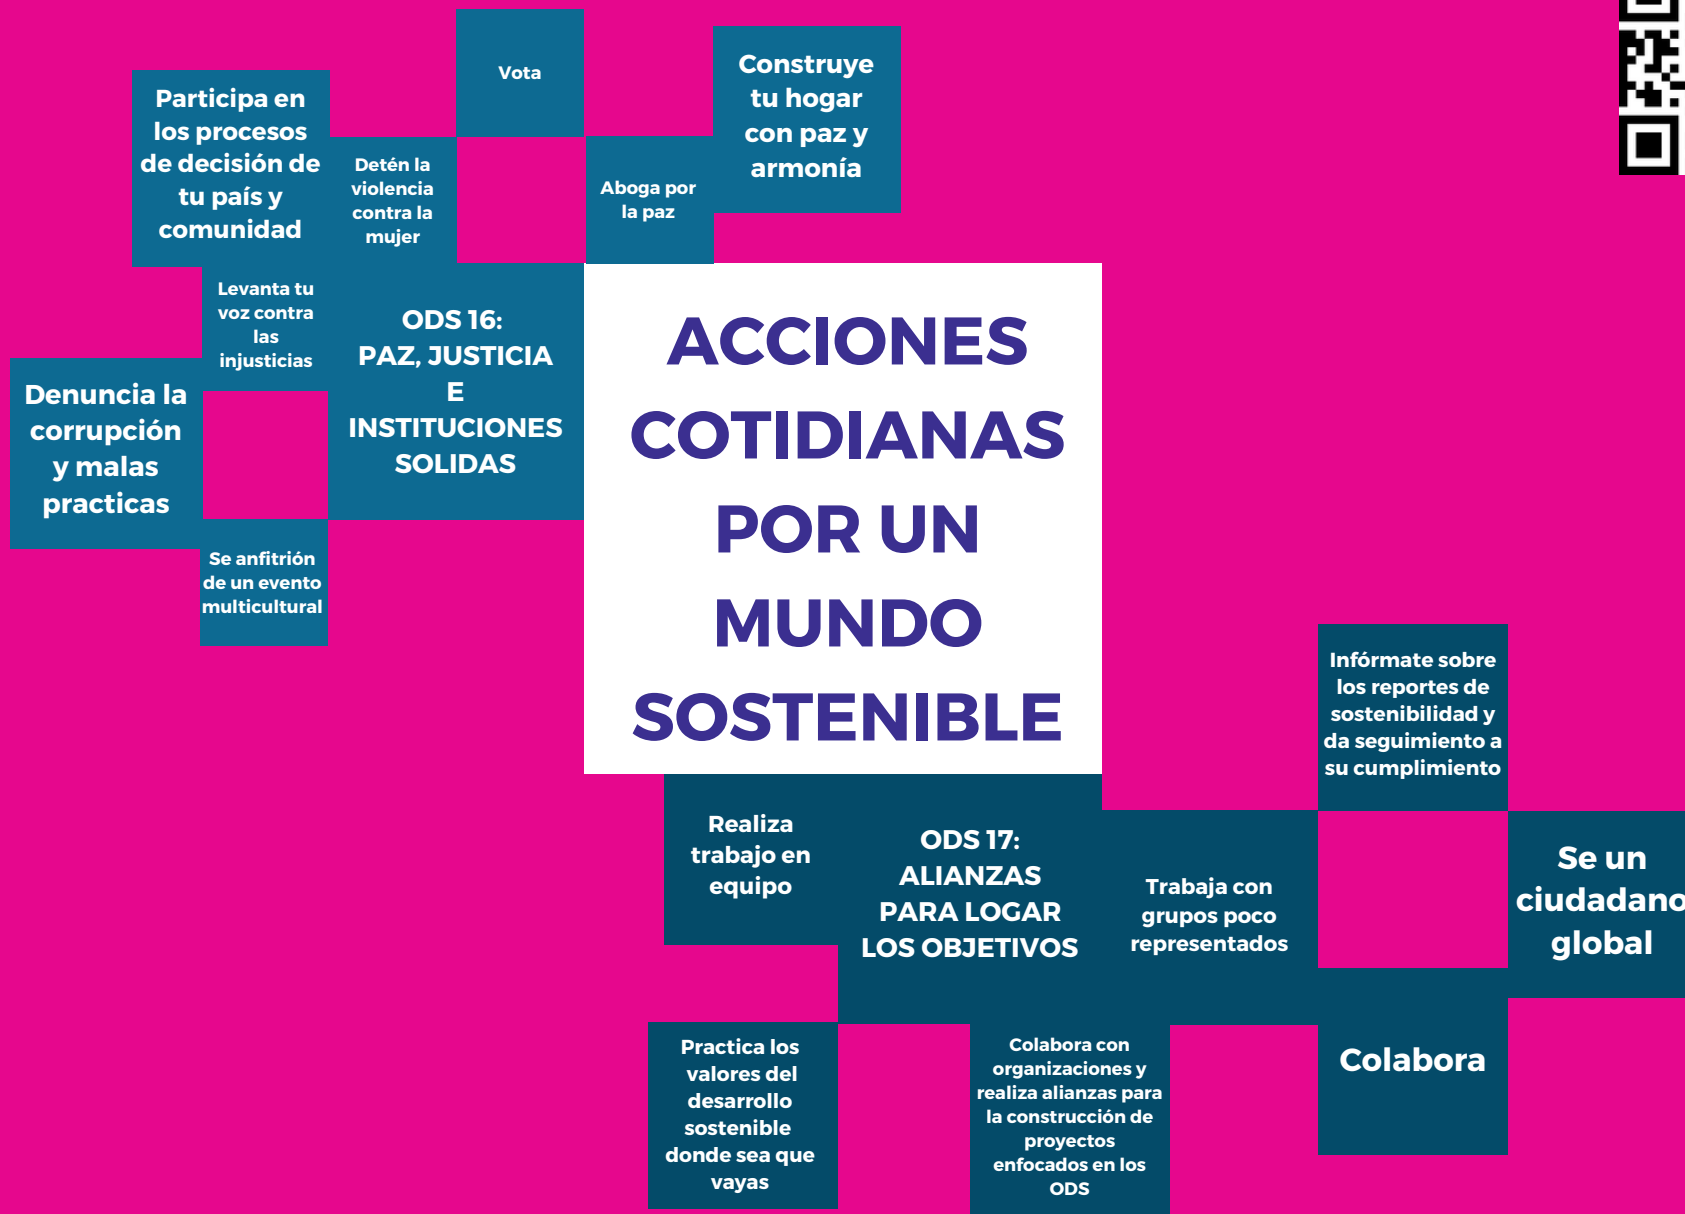 Vota
Construye
tu hogar
con paz y
armonía
Participa en
los procesos
de decisión de
tu país y
comunidad
Detén la
violencia
contra la
mujer
Aboga por
la paz
Levanta tu
voz contra
las
injusticias
ODS 16:
PAZ, JUSTICIA
E
INSTITUCIONES
SOLIDAS
Denuncia la
corrupción
y malas
practicas
Se anfitrión
de un evento
multicultural
ACCIONES
COTIDIANAS
POR UN
MUNDO
SOSTENIBLE
Infórmate sobre
los reportes de
sostenibilidad y
da seguimiento a
su cumplimiento
Realiza
trabajo en
equipo
ODS 17:
ALIANZAS
PARA LOGAR
LOS OBJETIVOS
Trabaja con
grupos poco
representados
Se un
ciudadano
global
Practica los
valores del
desarrollo
sostenible
donde sea que
vayas
Colabora con
organizaciones y
realiza alianzas para
la construcción de
proyectos
enfocados en los
ODS
Colabora